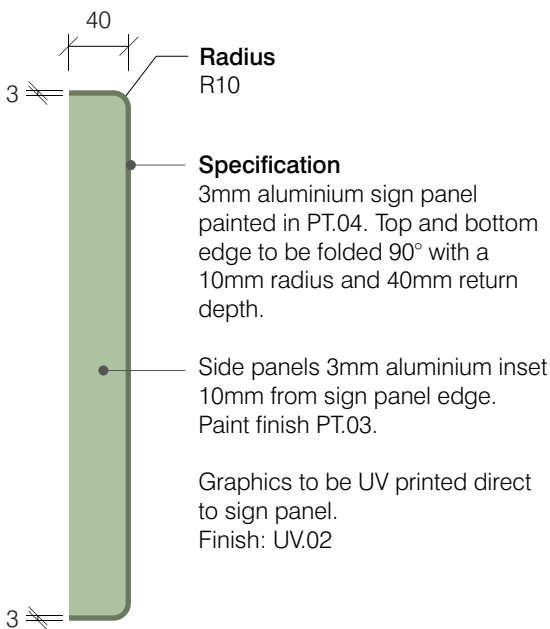 40
Radius
R10
3
Specification
3mm aluminium sign panel
painted in PT.04. Top and bottom
edge to be folded 90° with a
10mm radius and 40mm return
depth.
Side panels 3mm aluminium inset
10mm from sign panel edge.
Paint finish PT.03.
Graphics to be UV printed direct
to sign panel.
Finish: UV.02
3